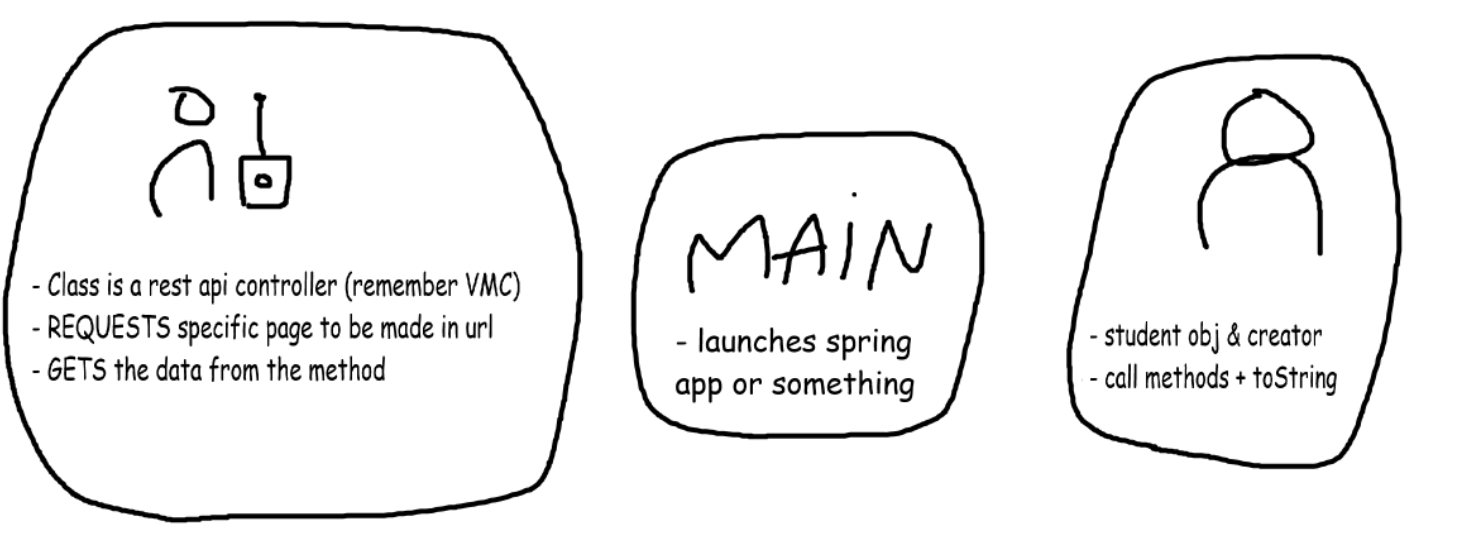 - Class is a rest api controller (remember VMC)
- REQUESTS specific page to be made in url
- GETS the data from the method
MAiN
- launches spring
app or something
- student obj & creator
- call methods + toString